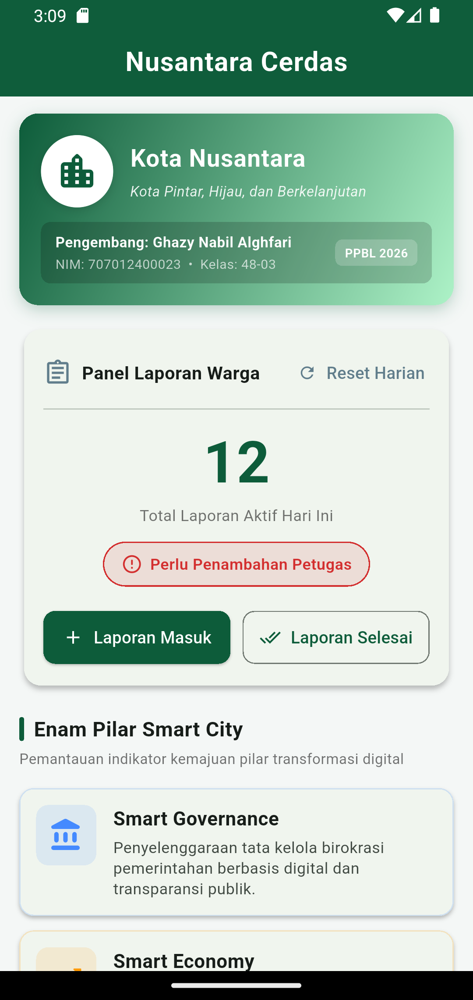 3:09
Nusantara Cerdas
Kota Nusantara
Kota Pintar, Hijau, dan Berkelanjutan
Pengembang: Ghazy Nabil Alghfari
NIM: 707012400023 • Kelas: 48-03
PPBL 2026
Panel Laporan Warga
Reset Harian
12
Total Laporan Aktif Hari Ini
Perlu Penambahan Petugas
Laporan Masuk
Laporan Selesai
Enam Pilar Smart City
Pemantauan indikator kemajuan pilar transformasi digital
Smart Governance
Penyelenggaraan tata kelola birokrasi
pemerintahan berbasis digital dan
transparansi publik.
Smart Economy